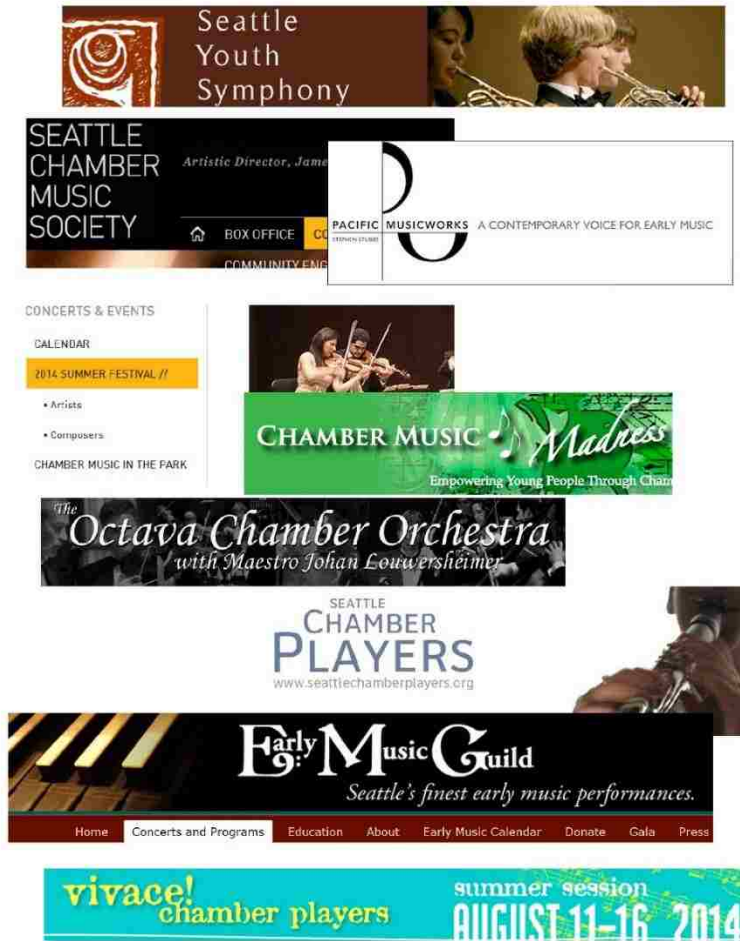 Seattle
Youth
Symphony
SEATTLE
CHAMBER
MUSIC
SOCIETY
Artistic Director, Jame
BOX OFFICE
COMMUNITY ENG
PACIFIC MUSICWORKS
STEPHEN STUBBS
A CONTEMPORARY VOICE FOR EARLY MUSIC
CONCERTS & EVENTS
CALENDAR
2014 SUMMER FESTIVAL //
• Artists
• Composers
CHAMBER MUSIC IN THE PARK
CHAMBER MUSIC Madness
Empowering Young People Through Cham
The
Octava Chamber Orchestra
with Maestro Johan Louwersheimer
SEATTLE
CHAMBER
PLAYERS
www.seattlechamberplayers.org
Early Music Guild
Seattle's finest early music performances.
Home Concerts and Programs Education About Early Music Calendar Donate Gala Press
vivace!
chamber players
summer session
AUGUST 11–16 2014